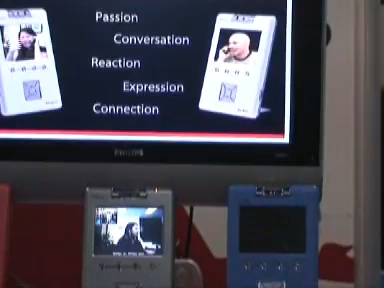 Passion
Conversation
Reaction
Expression
Connection
PHILIPS